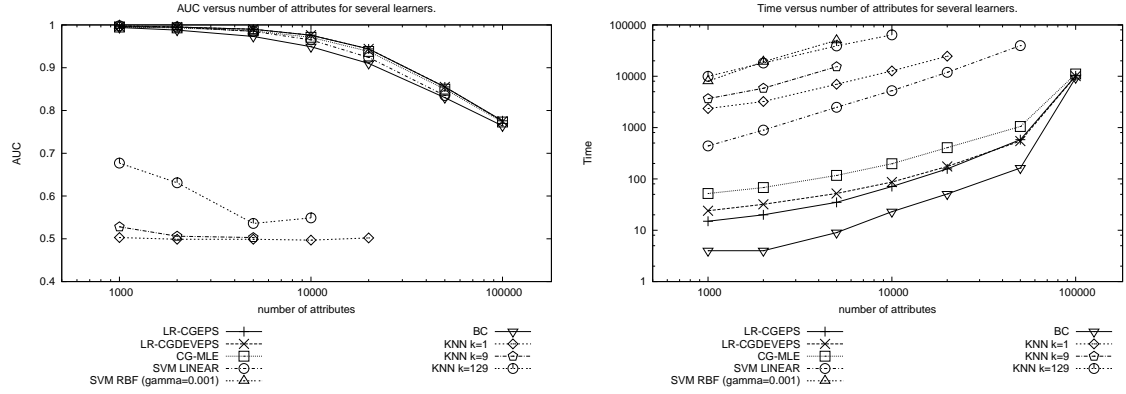 AUC versus number of attributes for several learners.
1
0.9
0.8
0.7
0.6
0.5
0.4
AUC
1000 10000 100000
number of attributes
LR-CGEPS
LR-CGDEVEPS
CG-MLE
SVM LINEAR
SVM RBF (gamma=0.001)
BC
KNN k=1
KNN k=9
KNN k=129
Time versus number of attributes for several learners.
100000
10000
1000
100
10
1
Time
1000 10000 100000
number of attributes
LR-CGEPS
LR-CGDEVEPS
CG-MLE
SVM LINEAR
SVM RBF (gamma=0.001)
BC
KNN k=1
KNN k=9
KNN k=129